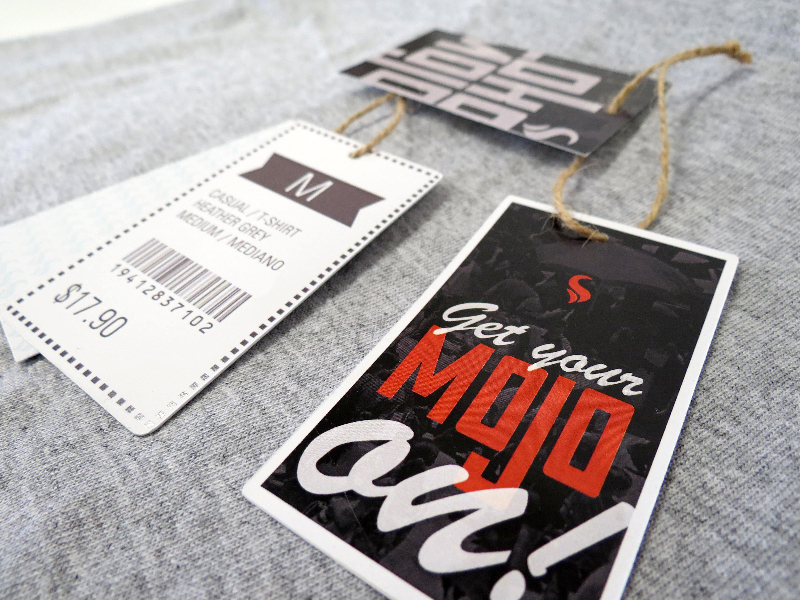 M
CASUAL / T-SHIRT
HEATHER GREY
MEDIUM / MEDIANO
19412837102
$17.90
Get your
MOJO
on!